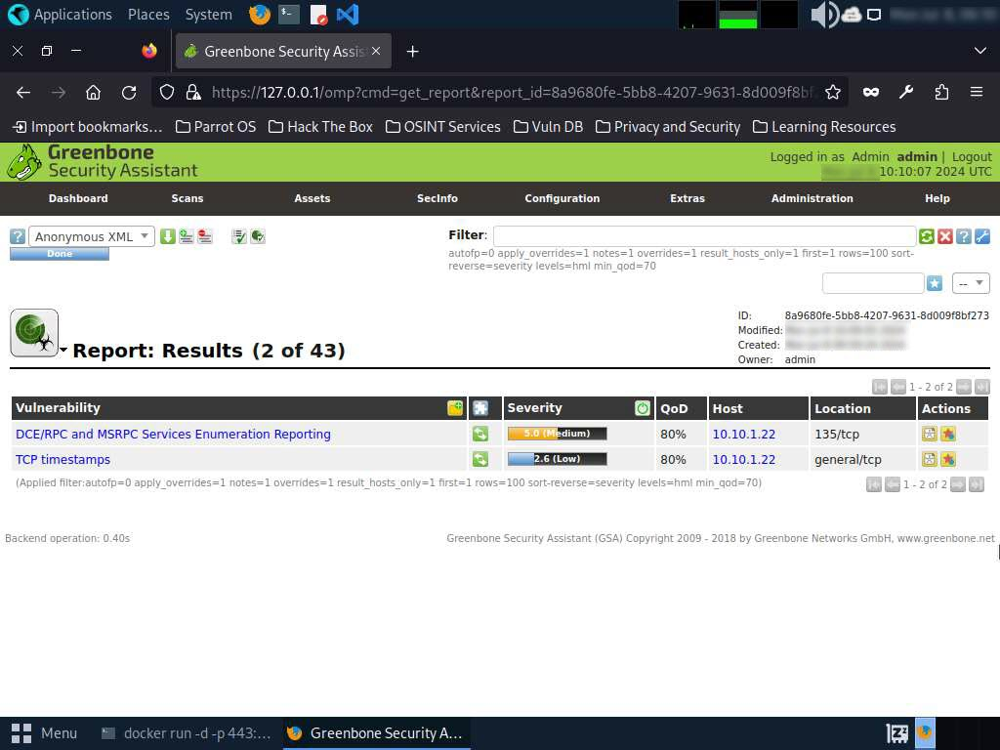 Applications Places System
Greenbone Security Assis
https://127.0.0.1/omp?cmd=get_report&report_id=8a9680fe-5bb8-4207-9631-8d009f8bf
Import bookmarks... Parrot OS Hack The Box OSINT Services Vuln DB Privacy and Security Learning Resources
Greenbone
Security Assistant
Logged in as Admin admin | Logout
10:10:07 2024 UTC
Dashboard Scans Assets SecInfo Configuration Extras Administration Help
Anonymous XML
Done
Filter:
autofp=0 apply_overrides=1 notes=1 overrides=1 result_hosts_only=1 first=1 rows=100 sort-
reverse=severity levels=hml min_qod=70
--
Report: Results (2 of 43)
ID: 8a9680fe-5bb8-4207-9631-8d009f8bf273
Modified:
Created:
Owner: admin
1 - 2 of 2
Vulnerability Severity QoD Host Location Actions
DCE/RPC and MSRPC Services Enumeration Reporting 5.0 (Medium) 80% 10.10.1.22 135/tcp
TCP timestamps 2.6 (Low) 80% 10.10.1.22 general/tcp
(Applied filter:autofp=0 apply_overrides=1 notes=1 overrides=1 result_hosts_only=1 first=1 rows=100 sort-reverse=severity levels=hml min_qod=70) 1 - 2 of 2
Backend operation: 0.40s Greenbone Security Assistant (GSA) Copyright 2009 - 2018 by Greenbone Networks GmbH, www.greenbone.net
Menu docker run -d -p 443:... Greenbone Security A...